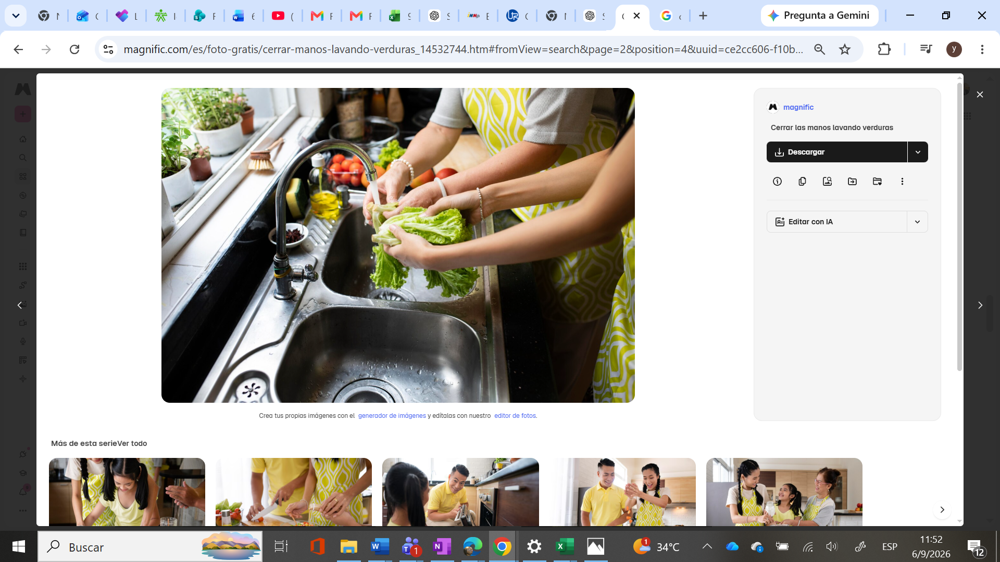 Pregunta a Gemini
magnific.com/es/foto-gratis/cerrar-manos-lavando-verduras_14532744.htm#fromView=search&page=2&position=4&uuid=ce2cc606-f10b...
y
magnific
Cerrar las manos lavando verduras
Descargar
Editar con IA
Crea tus propias imágenes con el generador de imágenes y edítalas con nuestro editor de fotos.
Más de esta serieVer todo
Buscar
1
1
34°C
ESP
11:52
6/9/2026
12